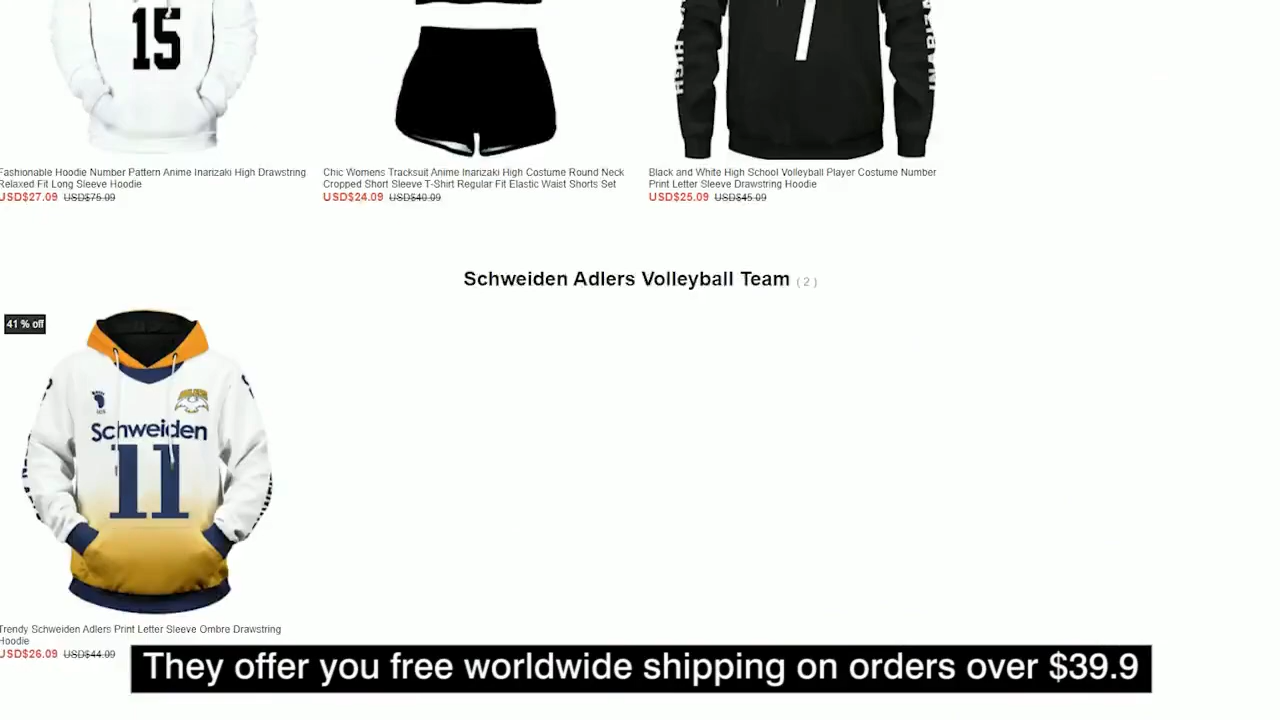 15
Fashionable Hoodie Number Pattern Anime Inarizaki High Drawstring
Relaxed Fit Long Sleeve Hoodie
USD$27.09 USD$75.09
Chic Womens Tracksuit Anime Inarizaki High Costume Round Neck
Cropped Short Sleeve T-Shirt Regular Fit Elastic Waist Shorts Set
USD$24.09 USD$40.09
Black and White High School Volleyball Player Costume Number
Print Letter Sleeve Drawstring Hoodie
USD$25.09 USD$45.09
Schweiden Adlers Volleyball Team ( 2 )
41 % off
Schweiden
11
Trendy Schweiden Adlers Print Letter Sleeve Ombre Drawstring
Hoodie
USD$26.09 USD$44.09
They offer you free worldwide shipping on orders over $39.9